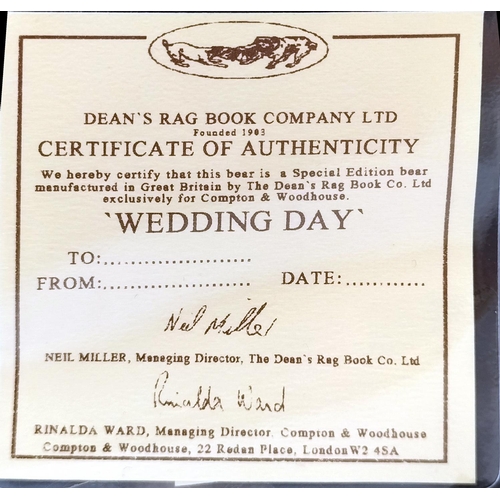 DEAN'S RAG BOOK COMPANY LTD
Founded 1903
CERTIFICATE OF AUTHENTICITY
We hereby certify that this bear is a Special Edition bear
manufactured in Great Britain by The Dean's Rag Book Co. Ltd
exclusively for Compton & Woodhouse.
'WEDDING DAY'
TO:......................
FROM:...................... DATE:............
Neil Miller
NEIL MILLER, Managing Director, The Dean's Rag Book Co. Ltd
Rinalda Ward
RINALDA WARD, Managing Director, Compton & Woodhouse
Compton & Woodhouse, 22 Redan Place, London W2 4SA